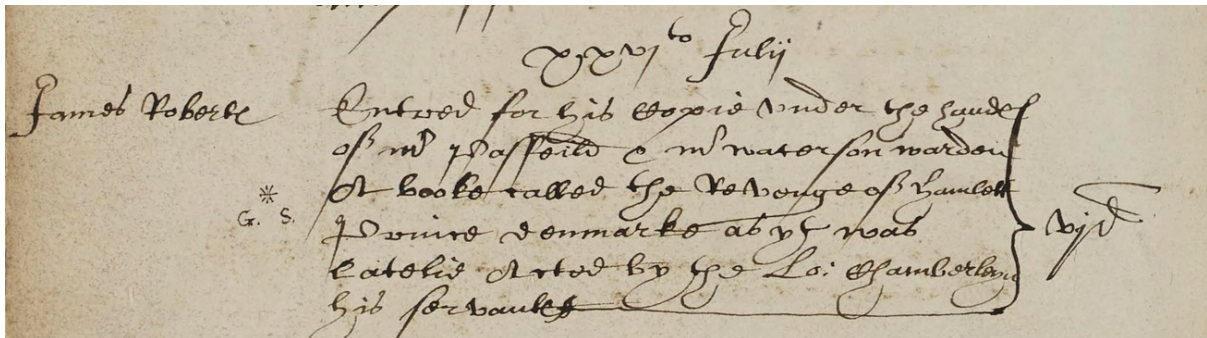 xxvjto Julij
James Robertes Entred for his Copie vnder the handes
of mr Passeild & mr waterson warden
A booke called the Revenge of Hamlett
* G. S. Prince Denmarke as yt was vjd
latelie Acted by the Lo: Chamberleyn
his servantes